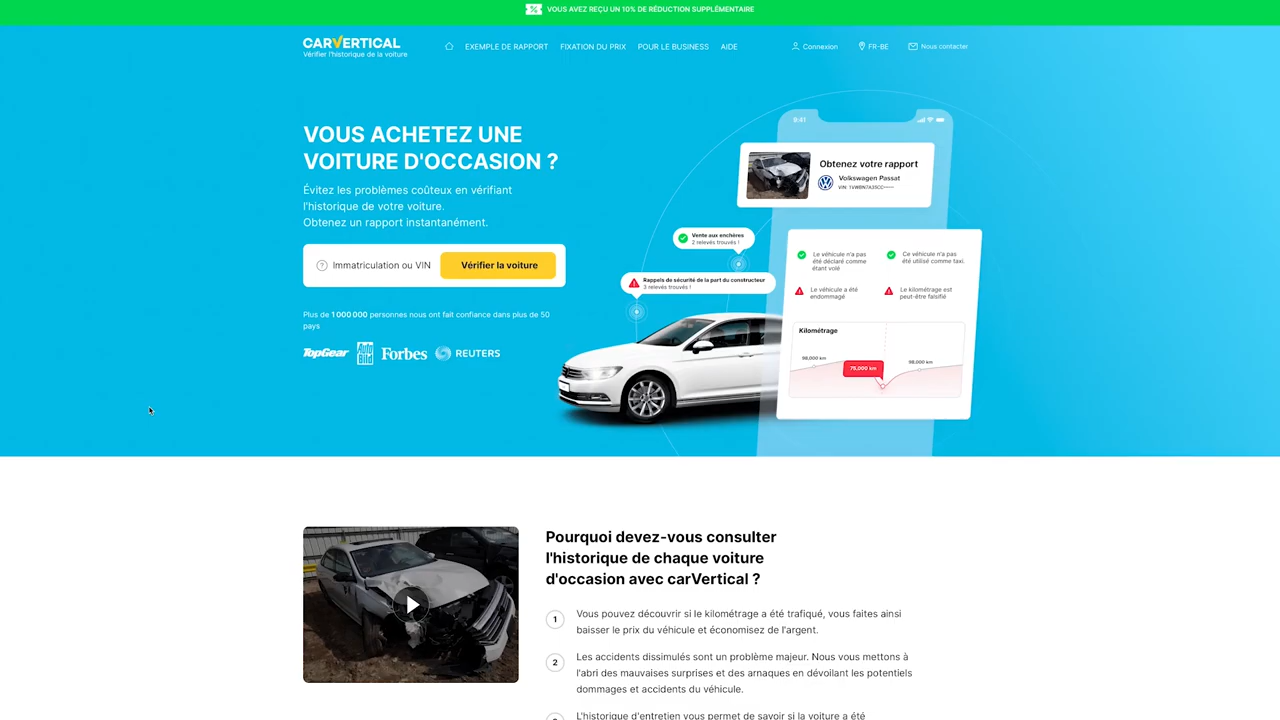 VOUS AVEZ REÇU UN 10% DE RÉDUCTION SUPPLÉMENTAIRE
CARVERTICAL
Vérifier l'historique de la voiture
EXEMPLE DE RAPPORT
FIXATION DU PRIX
POUR LE BUSINESS
AIDE
Connexion
FR-BE
Nous contacter
VOUS ACHETEZ UNE
VOITURE D'OCCASION ?
Évitez les problèmes coûteux en vérifiant
l'historique de votre voiture.
Obtenez un rapport instantanément.
? Immatriculation ou VIN
Vérifier la voiture
Plus de 1 000 000 personnes nous ont fait confiance dans plus de 50
pays
TopGear
Auto
Bild
Forbes
REUTERS
9:41
Obtenez votre rapport
Volkswagen Passat
Vente aux enchères
2 relevés trouvés !
Rappels de sécurité de la part du constructeur
3 relevés trouvés !
Le véhicule n'a pas
été déclaré comme
étant volé
Ce véhicule n'a pas
été utilisé comme taxi.
Le véhicule a été
endommagé
Le kilométrage est
peut-être falsifié
Kilométrage
98,000 km
75,000 km
98,000 km
Pourquoi devez-vous consulter
l'historique de chaque voiture
d'occasion avec carVertical ?
1
Vous pouvez découvrir si le kilométrage a été trafiqué, vous faites ainsi
baisser le prix du véhicule et économisez de l'argent.
2
Les accidents dissimulés sont un problème majeur. Nous vous mettons à
l'abri des mauvaises surprises et des arnaques en dévoilant les potentiels
dommages et accidents du véhicule.
L'historique d'entretien vous permet de savoir si la voiture a été